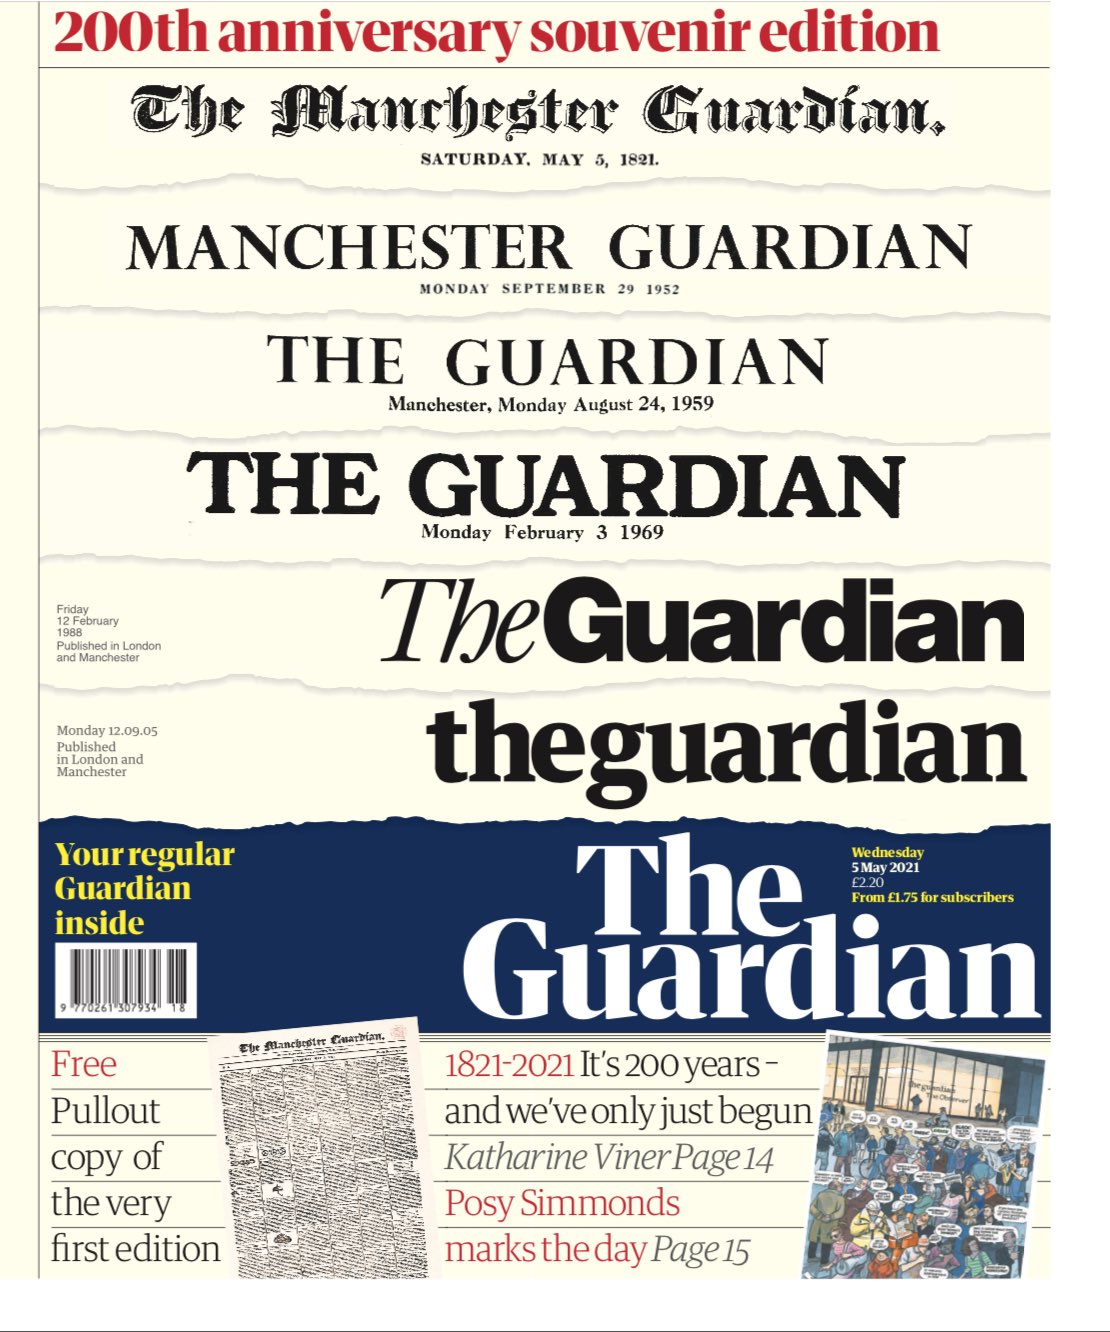 200th anniversary souvenir edition
The Manchester Guardian.
SATURDAY, MAY 5, 1821.
MANCHESTER GUARDIAN
MONDAY SEPTEMBER 29 1952
THE GUARDIAN
Manchester, Monday August 24, 1959
THE GUARDIAN
Monday February 3 1969
Friday
12 February
1988
Published in London
and Manchester
TheGuardian
Monday 12.09.05
Published
in London and
Manchester
theguardian
Your regular
Guardian
inside
9 770261 307934 18
The
Guardian
Wednesday
5 May 2021
£2.20
From £1.75 for subscribers
Free
Pullout
copy of
the very
first edition
The Manchester Guardian.
1821-2021 It's 200 years –
and we've only just begun
Katharine Viner Page 14
Posy Simmonds
marks the day Page 15
the guardian
The Observer